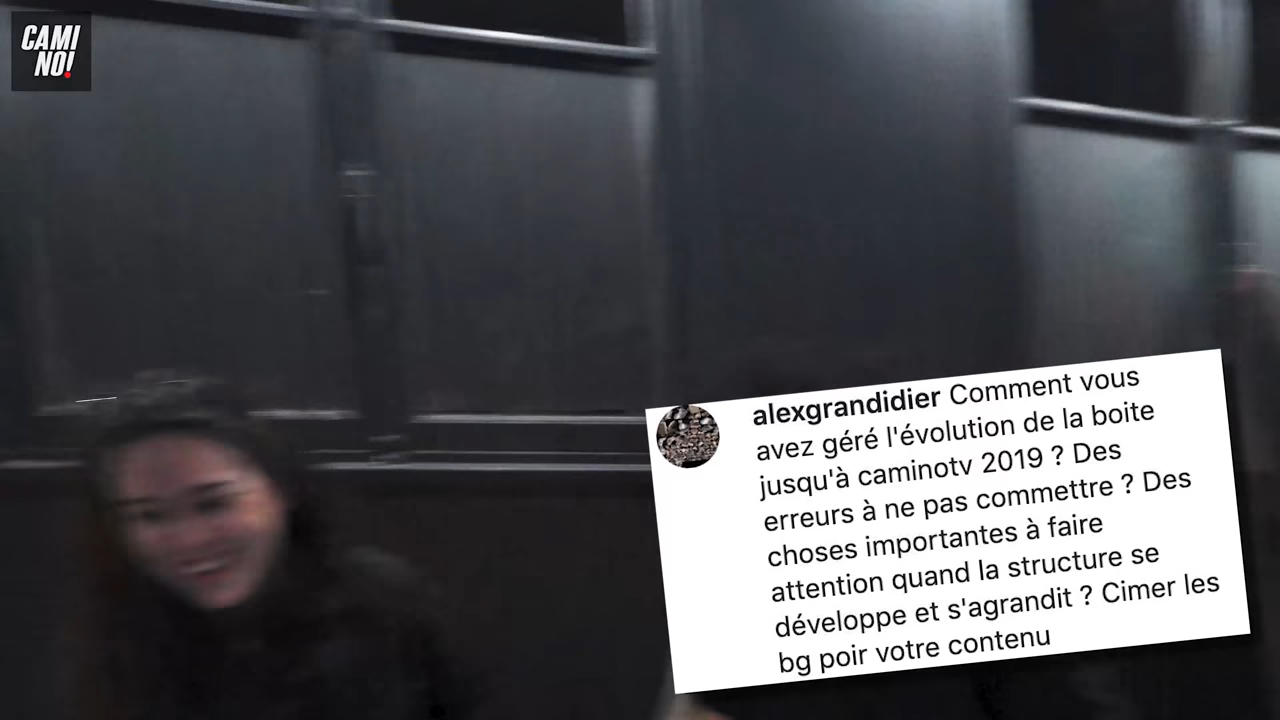 CAMI
NO!
alexgrandidier Comment vous
avez géré l'évolution de la boite
jusqu'à caminotv 2019 ? Des
erreurs à ne pas commettre ? Des
choses importantes à faire
attention quand la structure se
développe et s'agrandit ? Cimer les
bg poir votre contenu